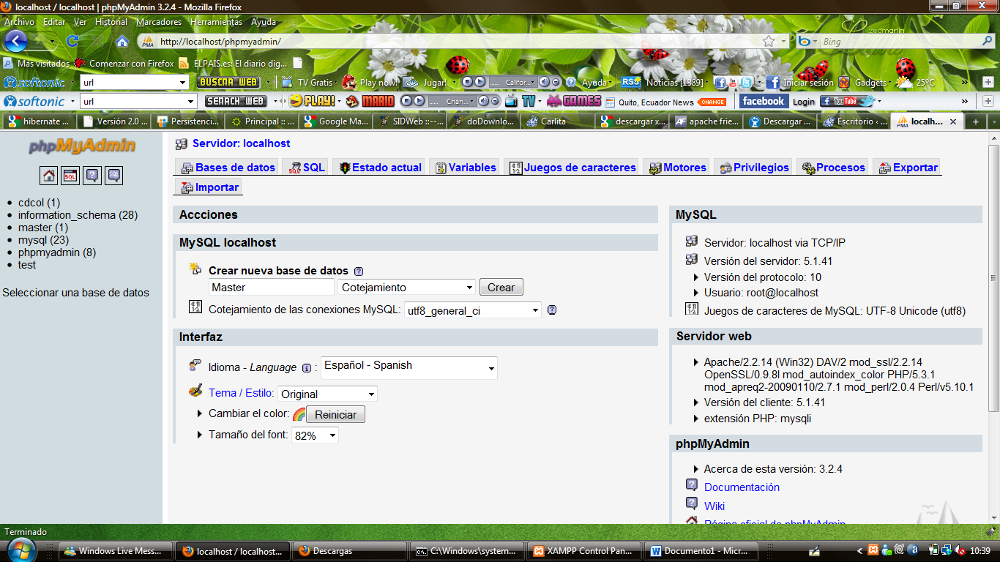 localhost / localhost | phpMyAdmin 3.2.4 - Mozilla Firefox
Archivo Editar Ver Historial Marcadores Herramientas Ayuda
zedmarlin
PMA http://localhost/phpmyadmin/ Bing
Más visitados Comenzar con Firefox ELPAIS.es: El diario dig...
softonic url BUSCAR WEB TV Gratis Play now! Jugar! Califor... Ayuda RSS Noticias [1389] Iniciar sesión Gadgets 25°C »
softonic url SEARCH WEB PLAY! MARIO Chan... TV GAMES Quito, Ecuador News CHANGE facebook Login YouTube »
hibernate ... Versión 2.0 ... Persistenci... Principal :: ... Google Ma... SIDWeb ::--... doDownlo... Carlita descargar x... apache frie... Descargar ... Escritorio ‹ ... localh...
phpMyAdmin
Servidor: localhost
Bases de datos SQL Estado actual Variables Juegos de caracteres Motores Privilegios Procesos Exportar
Importar
cdcol (1)
information_schema (28)
master (1)
mysql (23)
phpmyadmin (8)
test
Seleccionar una base de datos
Accciones
MySQL localhost
Crear nueva base de datos
Master Cotejamiento Crear
Cotejamiento de las conexiones MySQL: utf8_general_ci
Interfaz
Idioma - Language : Español - Spanish
Tema / Estilo: Original
Cambiar el color: Reiniciar
Tamaño del font: 82%
MySQL
Servidor: localhost via TCP/IP
Versión del servidor: 5.1.41
Versión del protocolo: 10
Usuario: root@localhost
Juegos de caracteres de MySQL: UTF-8 Unicode (utf8)
Servidor web
Apache/2.2.14 (Win32) DAV/2 mod_ssl/2.2.14
OpenSSL/0.9.8l mod_autoindex_color PHP/5.3.1
mod_apreq2-20090110/2.7.1 mod_perl/2.0.4 Perl/v5.10.1
Versión del cliente: 5.1.41
extensión PHP: mysqli
phpMyAdmin
Acerca de esta versión: 3.2.4
Documentación
Wiki
Página oficial de phpMyAdmin
Terminado
Windows Live Mess... localhost / localhost... Descargas C:\Windows\system... XAMPP Control Pan... Documento1 - Micr... 10:39